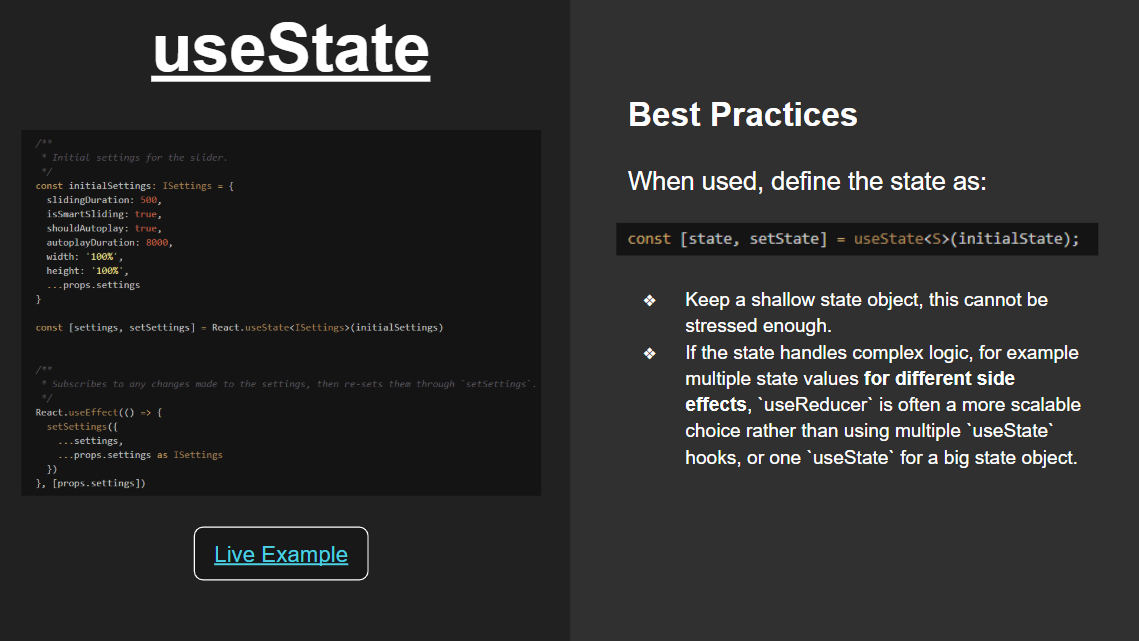 useState
/**
 * Initial settings for the slider.
 */
const initialSettings: ISettings = {
  slidingDuration: 500,
  isSmartSliding: true,
  shouldAutoplay: true,
  autoplayDuration: 8000,
  width: '100%',
  height: '100%',
  ...props.settings
}
const [settings, setSettings] = React.useState<ISettings>(initialSettings)
/**
 * Subscribes to any changes made to the settings, then re-sets them through `setSettings`.
 */
React.useEffect(() => {
  setSettings({
    ...settings,
    ...props.settings as ISettings
  })
}, [props.settings])
Live Example
Best Practices
When used, define the state as:
const [state, setState] = useState<S>(initialState);
❖ Keep a shallow state object, this cannot be
stressed enough.
❖ If the state handles complex logic, for example
multiple state values for different side
effects, `useReducer` is often a more scalable
choice rather than using multiple `useState`
hooks, or one `useState` for a big state object.